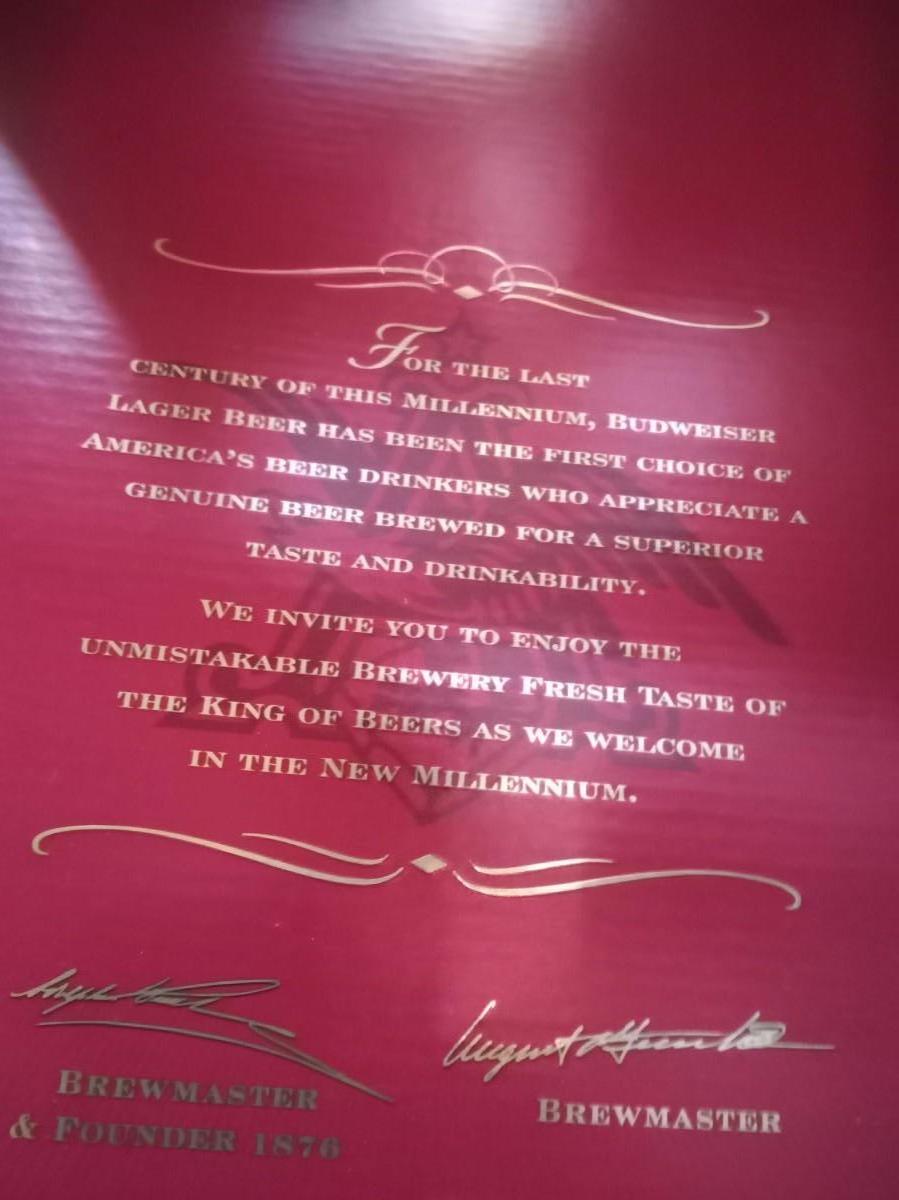 For the last
century of this Millennium, Budweiser
Lager Beer has been the first choice of
America's beer drinkers who appreciate a
genuine beer brewed for a superior
taste and drinkability.
We invite you to enjoy the
unmistakable Brewery Fresh Taste of
the King of Beers as we welcome
in the New Millennium.
Brewmaster
& Founder 1876
Brewmaster